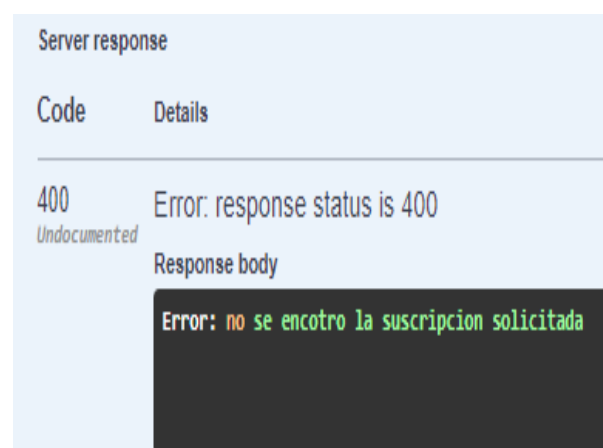 Server response
Code Details
400 Error: response status is 400
Undocumented
Response body
Error: no se encotro la suscripcion solicitada